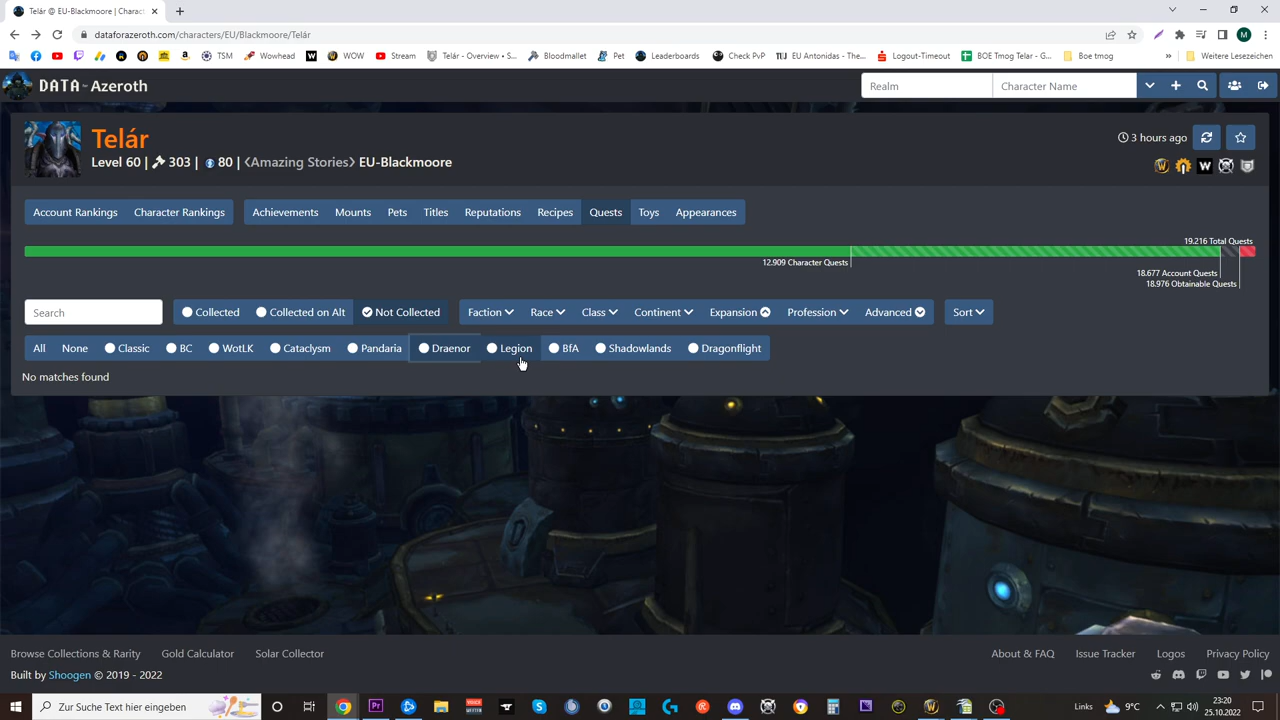 Telár @ EU-Blackmoore | Charact
dataforazeroth.com/characters/EU/Blackmoore/Telár
TSM Wowhead WOW Stream Telár - Overview • S... Bloodmallet Pet Leaderboards Check PvP EU Antonidas - The... Logout-Timeout BOE Tmog Telar - G... Boe tmog » Weitere Lesezeichen
DATA for Azeroth Realm Character Name
Telár 3 hours ago
Level 60 | 303 | 80 | <Amazing Stories> EU-Blackmoore
Account Rankings Character Rankings Achievements Mounts Pets Titles Reputations Recipes Quests Toys Appearances
19.216 Total Quests
12.909 Character Quests
18.677 Account Quests
18.976 Obtainable Quests
Search Collected Collected on Alt Not Collected Faction Race Class Continent Expansion Profession Advanced Sort
All None Classic BC WotLK Cataclysm Pandaria Draenor Legion BfA Shadowlands Dragonflight
No matches found
Browse Collections & Rarity Gold Calculator Solar Collector About & FAQ Issue Tracker Logos Privacy Policy
Built by Shoogen © 2019 - 2022
Zur Suche Text hier eingeben Links 9°C 23:20
25.10.2022